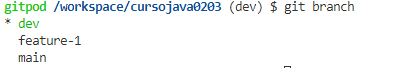 gitpod /workspace/cursojava0203 (dev) $ git branch
* dev
  feature-1
  main